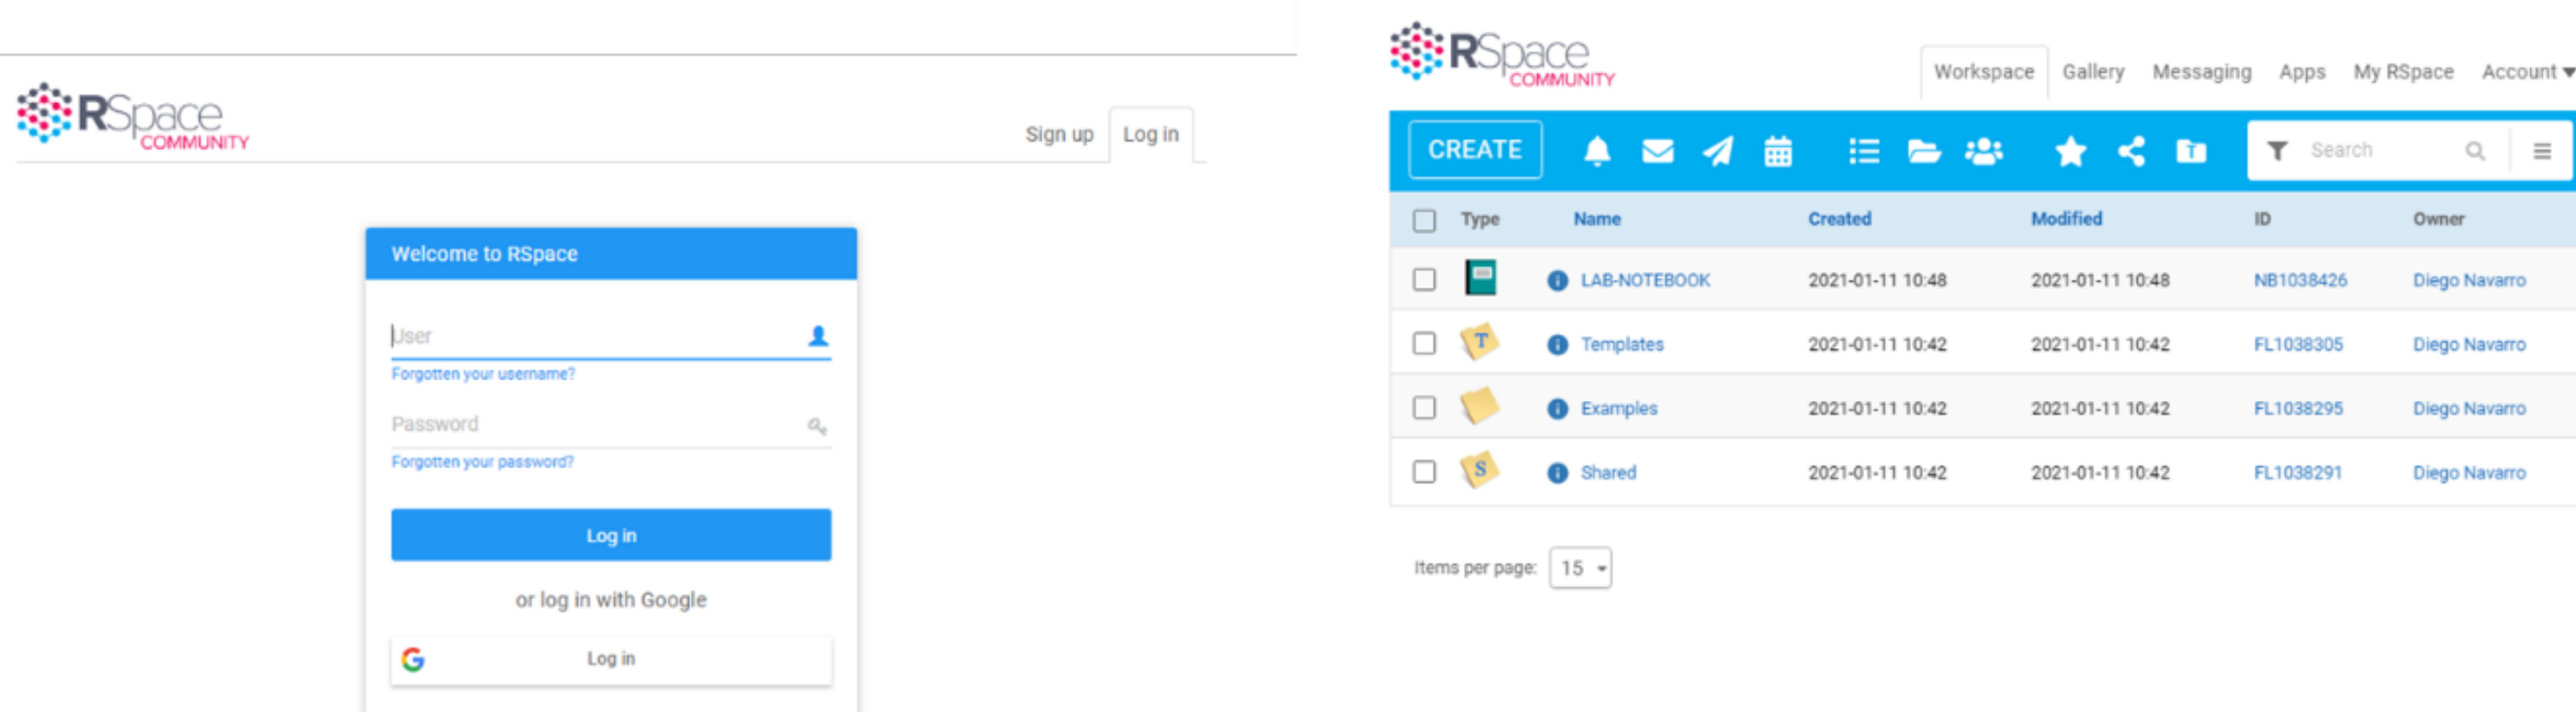 RSpace
COMMUNITY
Sign up Log in
Welcome to RSpace
User
Forgotten your username?
Password
Forgotten your password?
Log in
or log in with Google
Log in
RSpace
COMMUNITY
Workspace Gallery Messaging Apps My RSpace Account
CREATE T Search
Type Name Created Modified ID Owner
LAB-NOTEBOOK 2021-01-11 10:48 2021-01-11 10:48 NB1038426 Diego Navarro
T Templates 2021-01-11 10:42 2021-01-11 10:42 FL1038305 Diego Navarro
Examples 2021-01-11 10:42 2021-01-11 10:42 FL1038295 Diego Navarro
S Shared 2021-01-11 10:42 2021-01-11 10:42 FL1038291 Diego Navarro
Items per page: 15